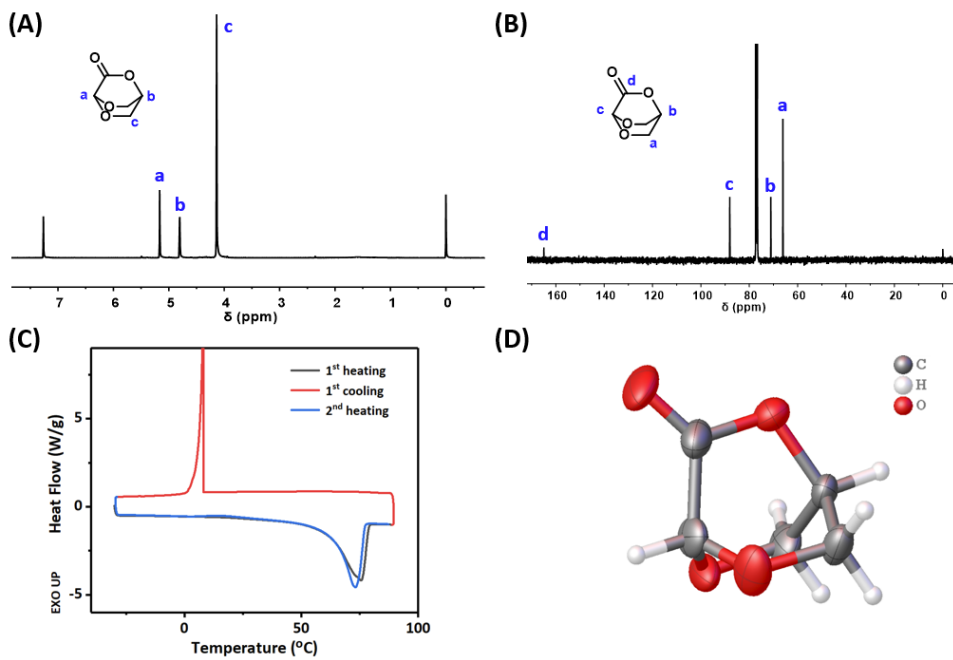 (A)
c
O
O
a
b
O
O
c
a
b
7
6
5
4
3
2
1
0
δ (ppm)
(B)
O
d
O
c
b
O
O
a
a
c
b
d
160
140
120
100
80
60
40
20
0
δ (ppm)
(C)
1st heating
1st cooling
2nd heating
5
0
-5
Heat Flow (W/g)
EXO UP
0
50
100
Temperature (°C)
(D)
C
H
O